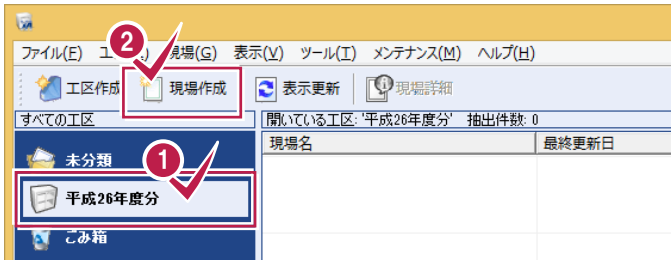 ファイル(F) 現場(G) 表示(V) ツール(T) メンテナンス(M) ヘルプ(H)
2
工区作成 現場作成 表示更新 現場詳細
すべての工区 開いている工区: '平成26年度分' 抽出件数: 0
現場名 最終更新日
未分類
1
平成26年度分
ごみ箱